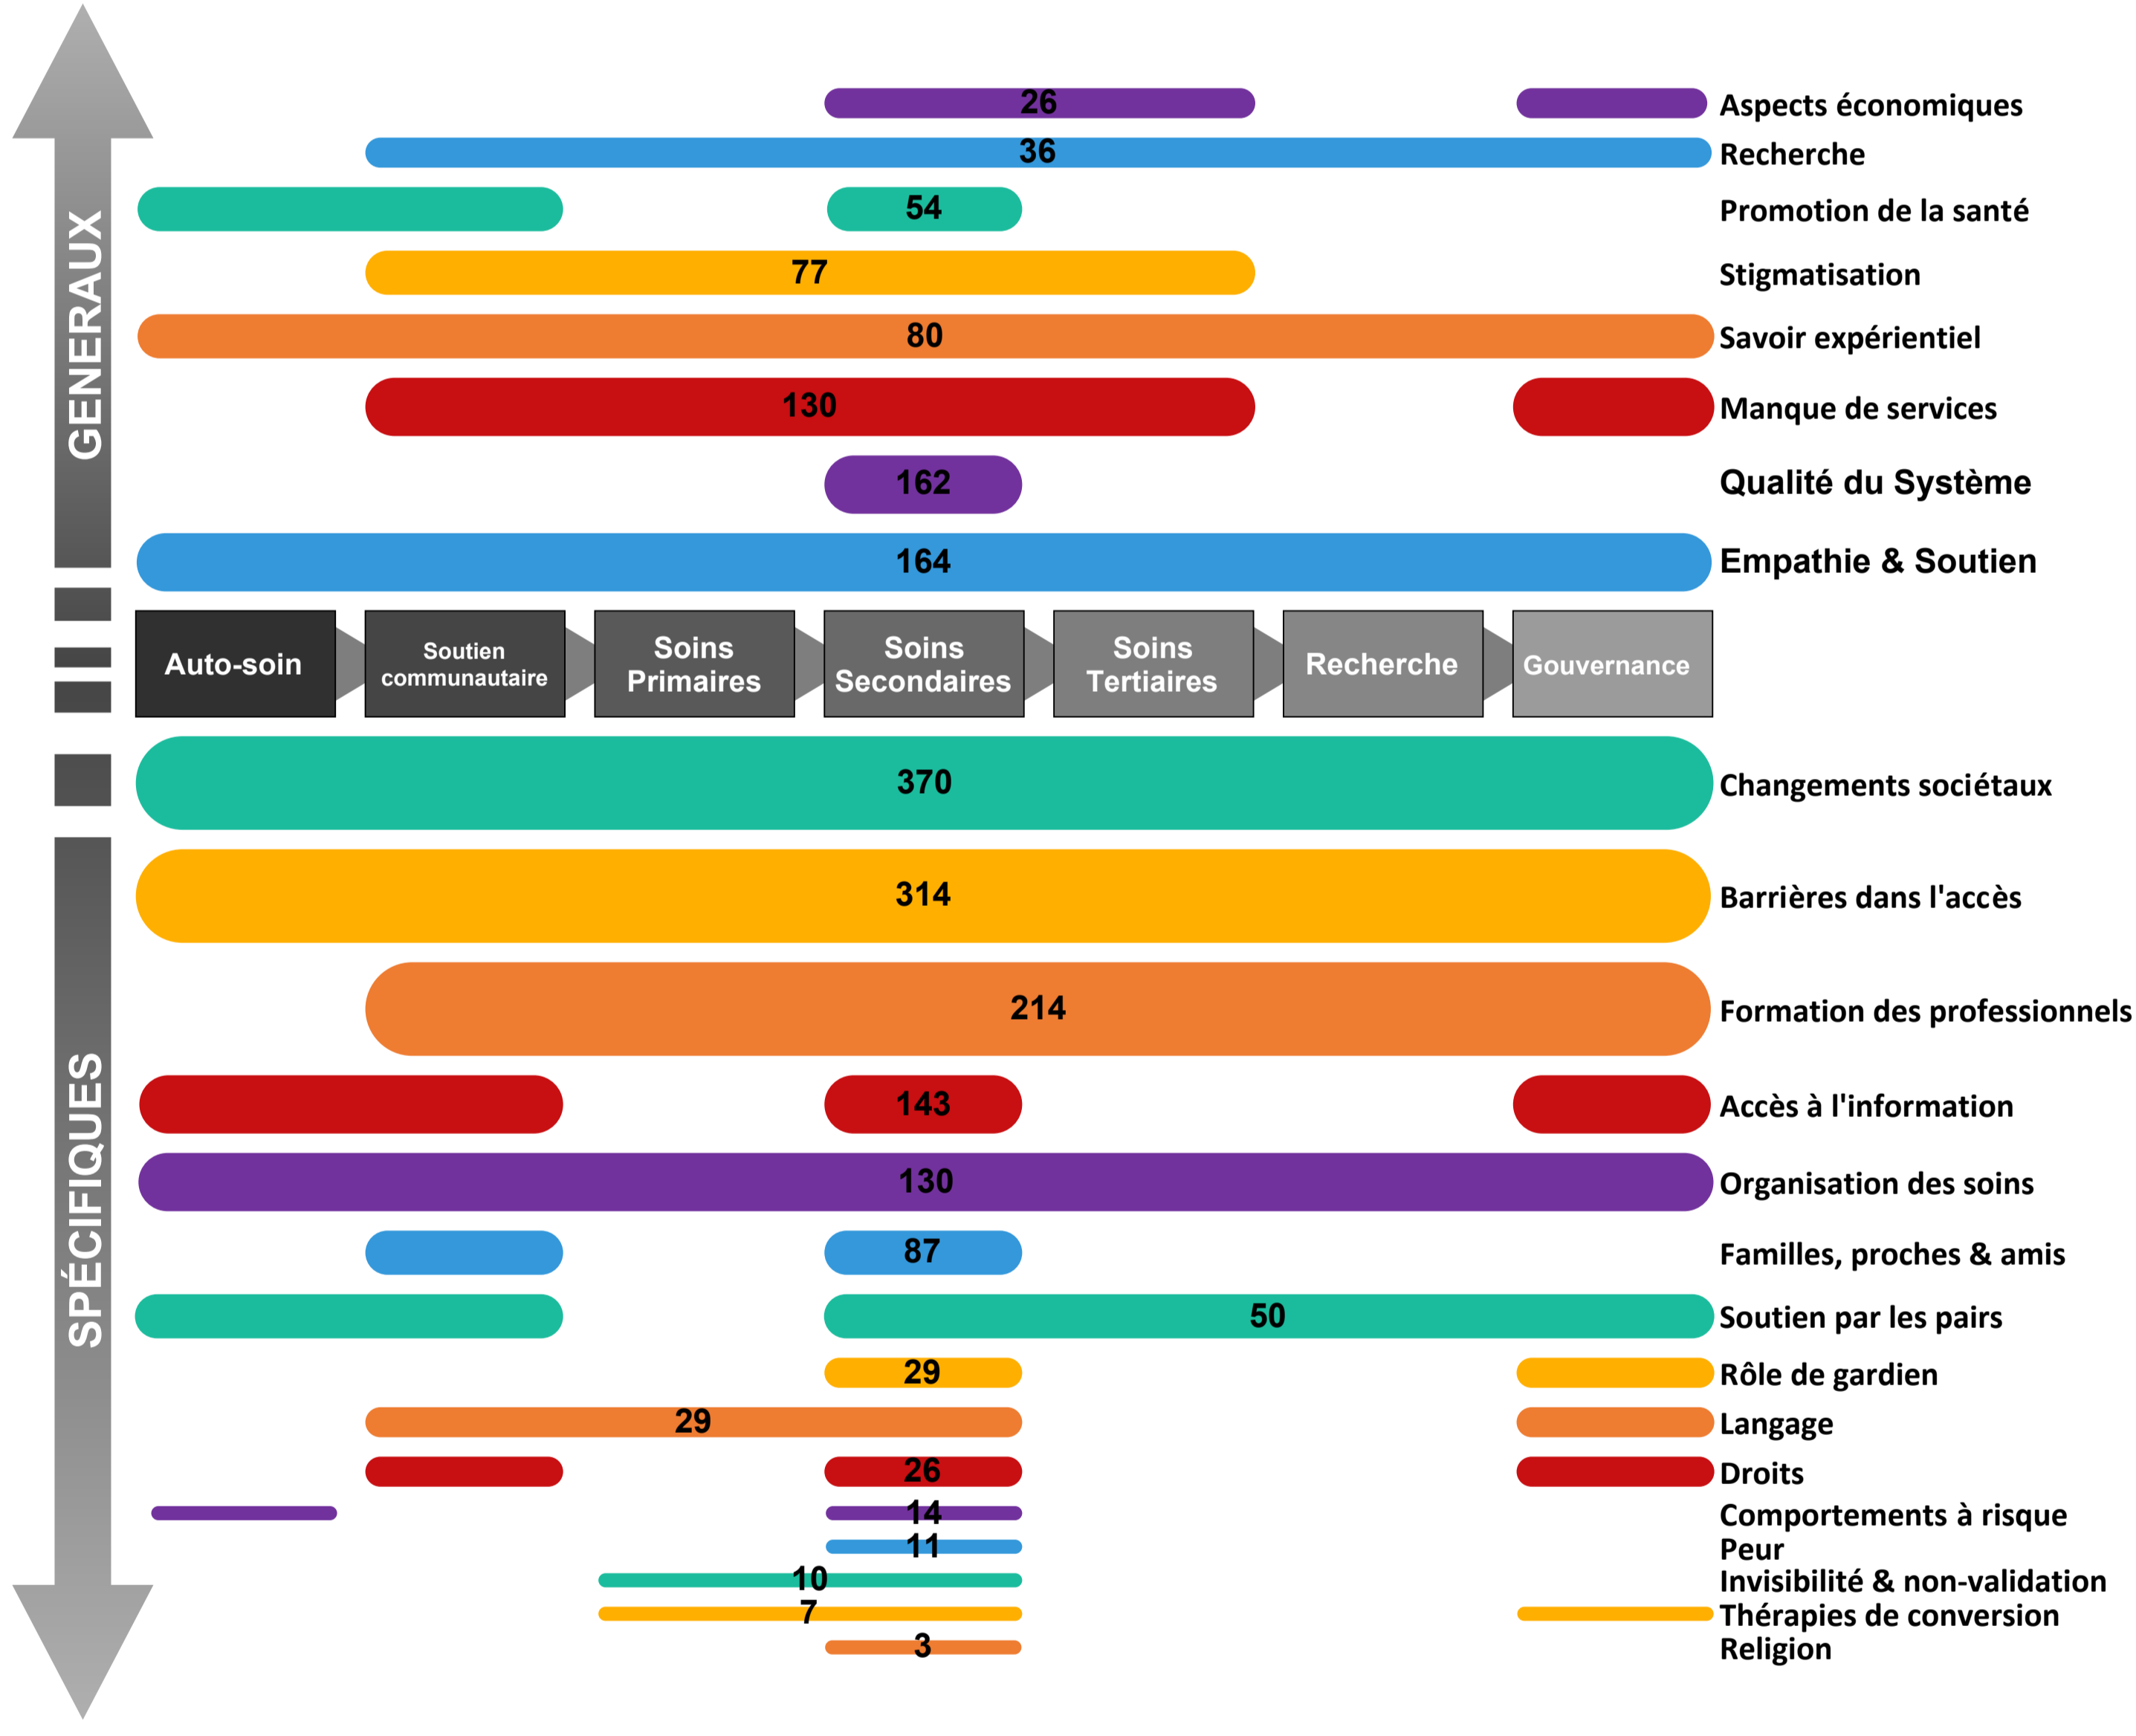 GENERAUX
26
Aspects économiques
36
Recherche
54
Promotion de la santé
77
Stigmatisation
80
Savoir expérientiel
130
Manque de services
162
Qualité du Système
164
Empathie & Soutien
Auto-soin
Soutien
communautaire
Soins
Primaires
Soins
Secondaires
Soins
Tertiaires
Recherche
Gouvernance
SPÉCIFIQUES
370
Changements sociétaux
314
Barrières dans l'accès
214
Formation des professionnels
143
Accès à l'information
130
Organisation des soins
87
Familles, proches & amis
50
Soutien par les pairs
29
Rôle de gardien
29
Langage
26
Droits
14
Comportements à risque
11
Peur
10
Invisibilité & non-validation
7
Thérapies de conversion
3
Religion